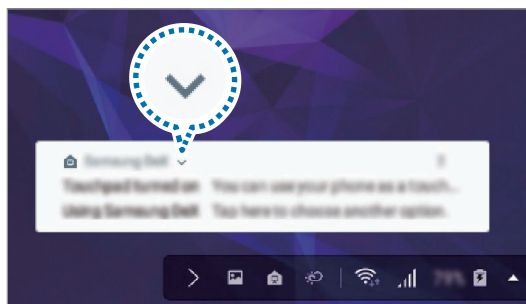 Samsung DeX 2
Touchpad turned on You can use your phone as a touch...
Using Samsung DeX Tap here to choose another option.
79%